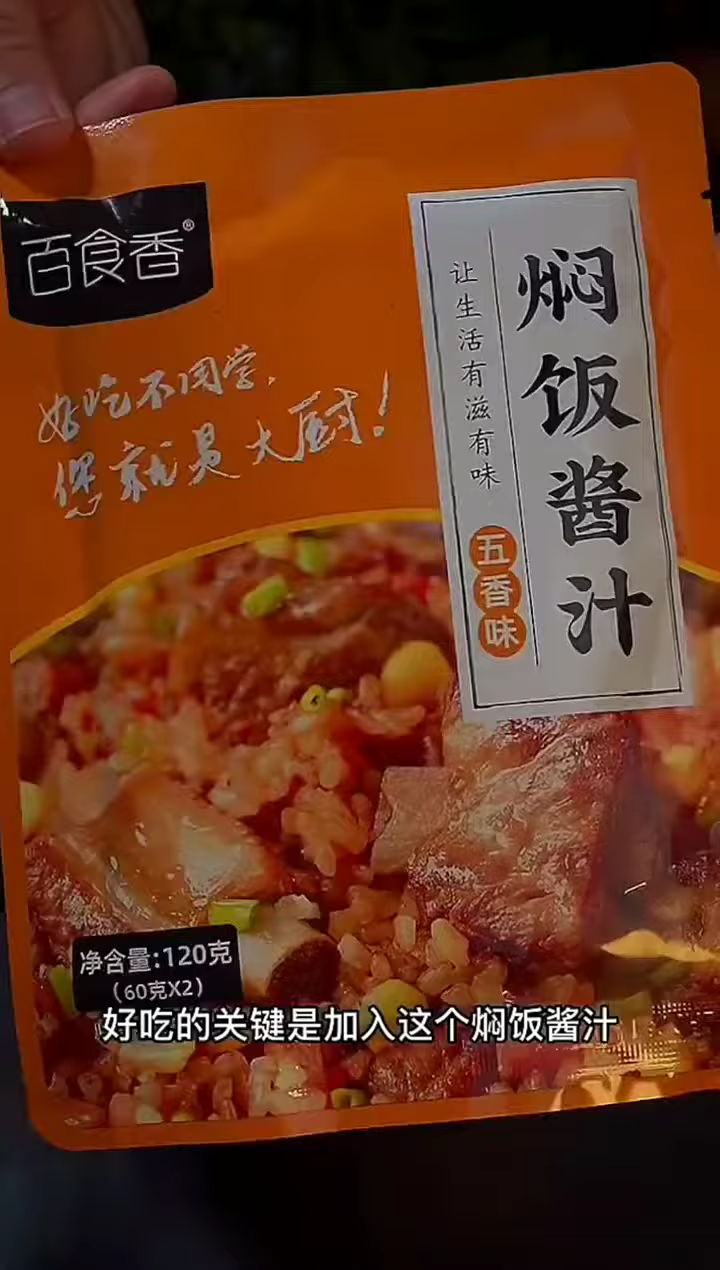 百食香®
好吃不用学,
您就是大厨!
焖饭酱汁
让生活有滋有味
五香味
净含量:120克
(60克X2)
好吃的关键是加入这个焖饭酱汁